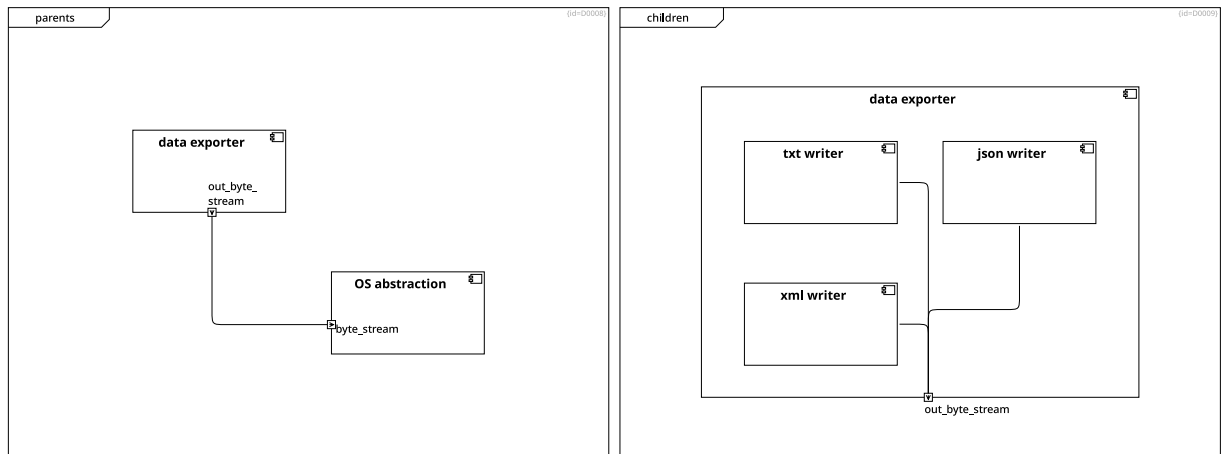 parents
{id=D0008}
data exporter
out_byte_
stream
OS abstraction
byte_stream
children
{id=D0009}
data exporter
txt writer
json writer
xml writer
out_byte_stream